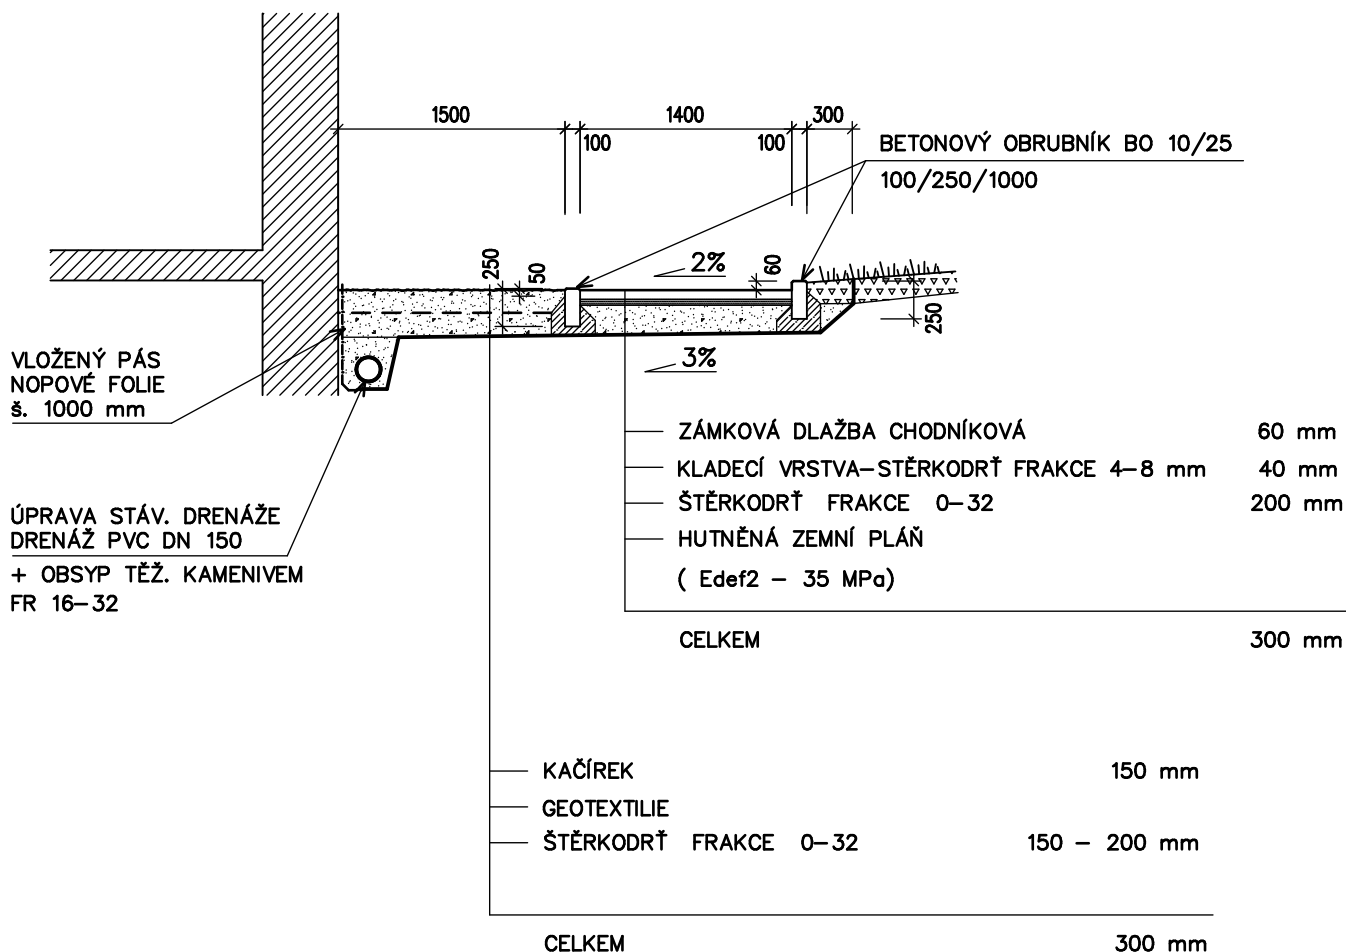 1500
1400
300
100
100
BETONOVÝ OBRUBNÍK BO 10/25
100/250/1000
250
50
2%
60
250
3%
VLOŽENÝ PÁS
NOPOVÉ FOLIE
š. 1000 mm
ÚPRAVA STÁV. DRENÁŽE
DRENÁŽ PVC DN 150
+ OBSYP TĚŽ. KAMENIVEM
FR 16-32
ZÁMKOVÁ DLAŽBA CHODNÍKOVÁ 60 mm
KLADECÍ VRSTVA-STĚRKODRŤ FRAKCE 4-8 mm 40 mm
ŠTĚRKODRŤ FRAKCE 0-32 200 mm
HUTNĚNÁ ZEMNÍ PLÁŇ
( Edef2 - 35 MPa)
CELKEM 300 mm
KAČÍREK 150 mm
GEOTEXTILIE
ŠTĚRKODRŤ FRAKCE 0-32 150 - 200 mm
CELKEM 300 mm